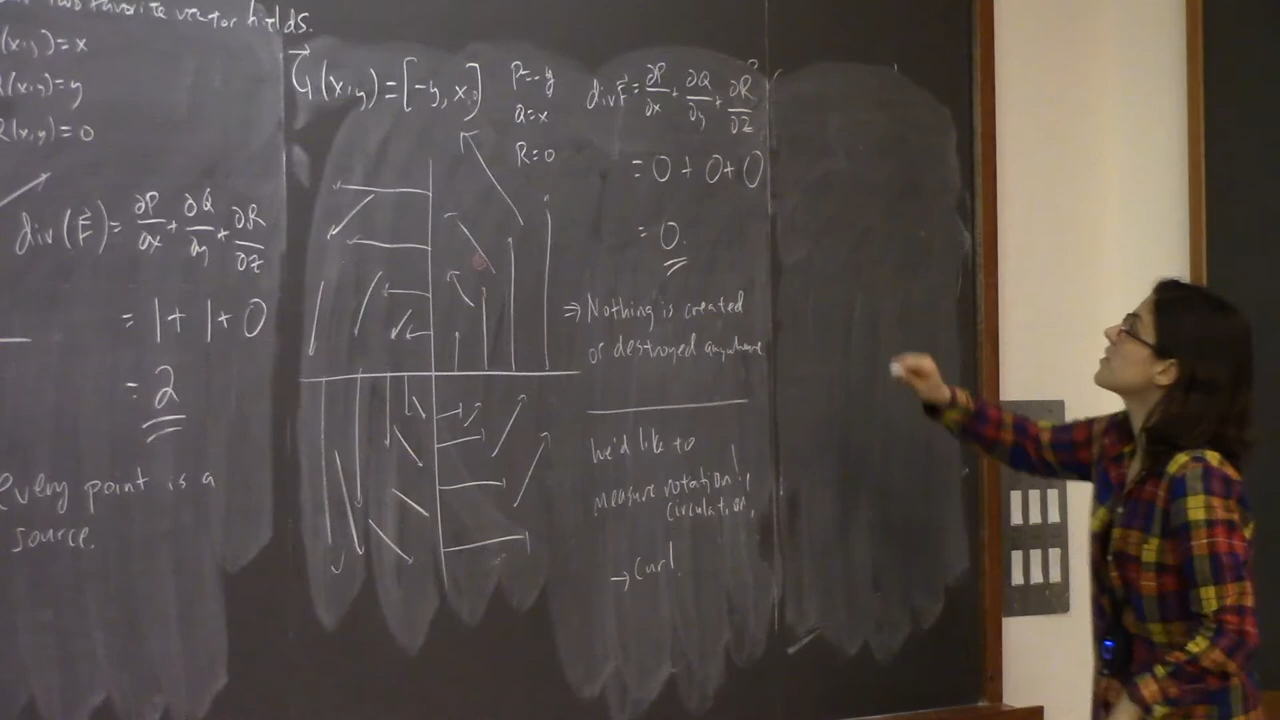 two favorite vector fields.
(x,y)=x
(x,y)=y
R(x,y)=0
div(F⃗)= ∂P/∂x + ∂Q/∂y + ∂R/∂z
= 1+1+0
= 2
every point is a
source.
G⃗(x,y)=[-y,x,0]
P=-y
Q=x
R=0
div F⃗= ∂P/∂x + ∂Q/∂y + ∂R/∂z
= 0+0+0
= 0.
⇒ Nothing is created
or destroyed anywhere
We'd like to
measure rotation!,
circulation,
→ Curl.